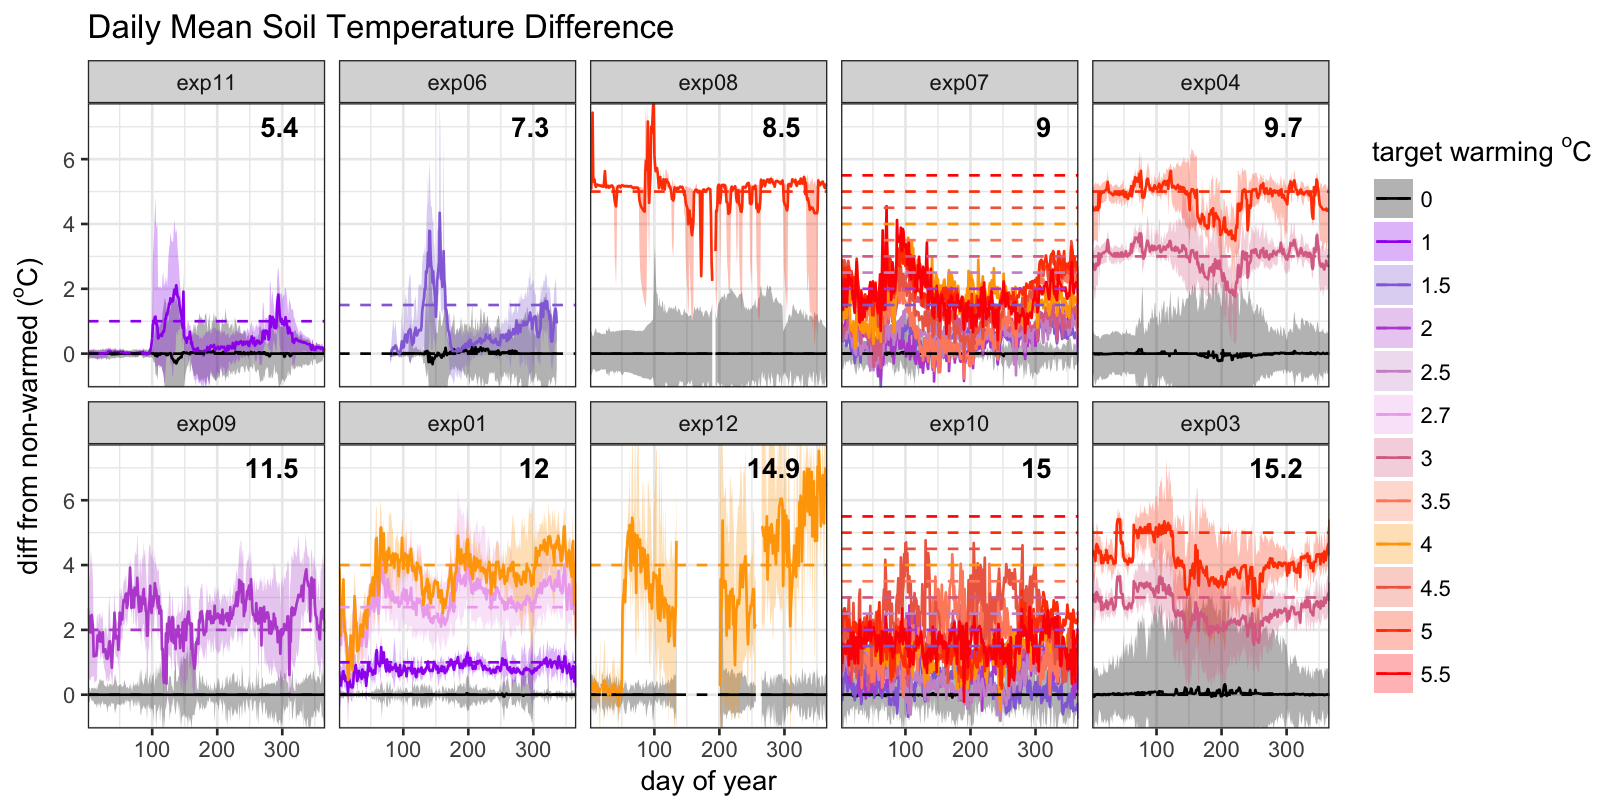 Daily Mean Soil Temperature Difference
exp11 exp06 exp08 exp07 exp04
5.4 7.3 8.5 9 9.7
6
4
2
0
exp09 exp01 exp12 exp10 exp03
11.5 12 14.9 15 15.2
6
4
2
0
100 200 300 100 200 300 100 200 300 100 200 300 100 200 300
day of year
diff from non-warmed (°C)
target warming °C
0
1
1.5
2
2.5
2.7
3
3.5
4
4.5
5
5.5